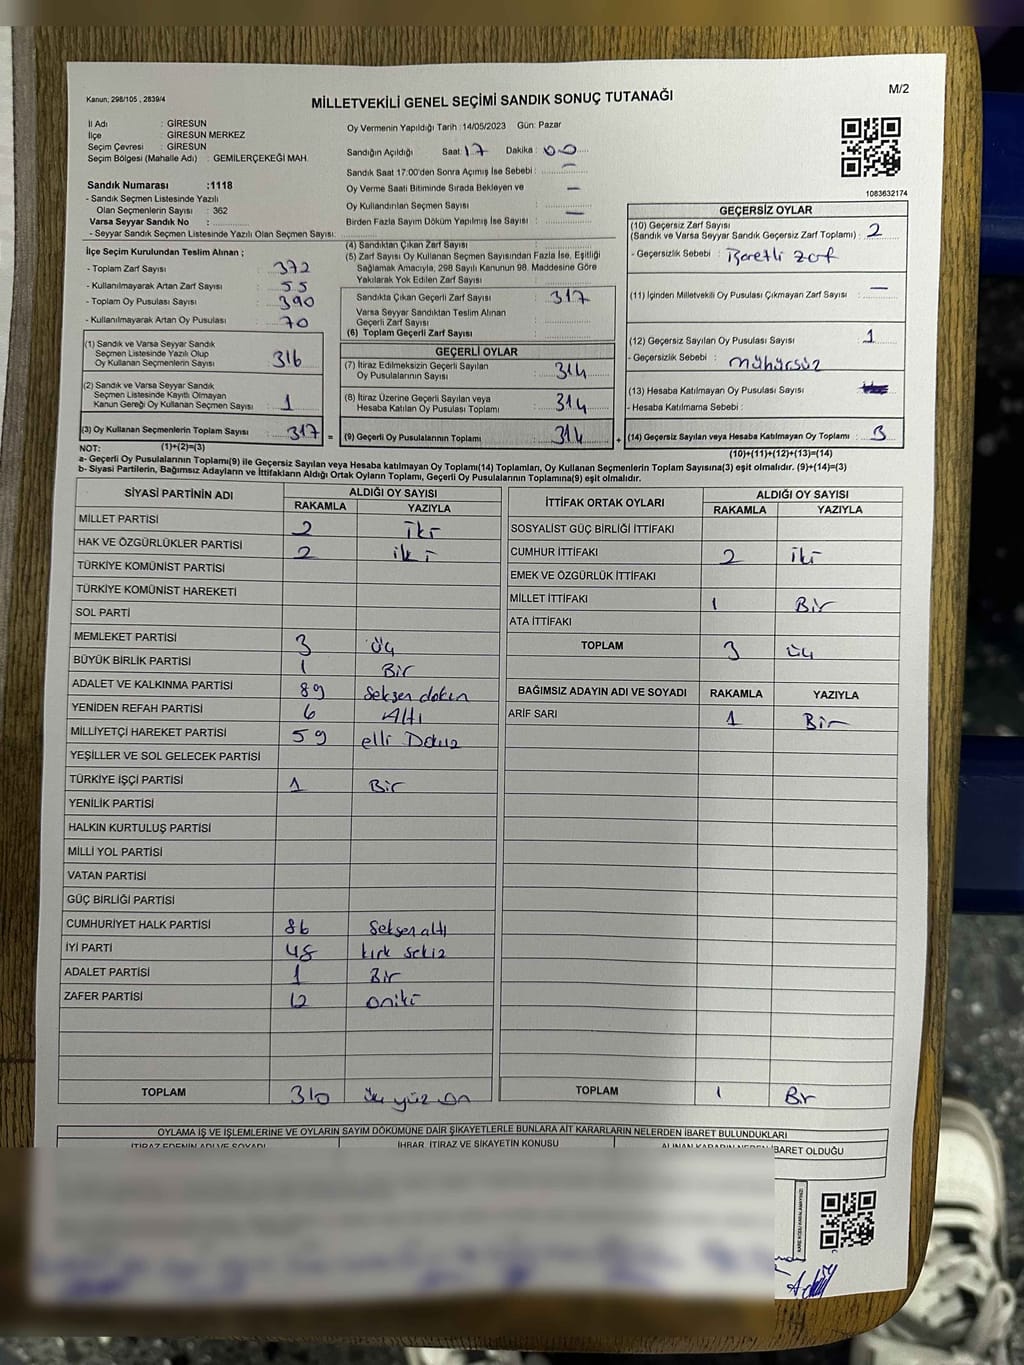 Kanun; 298/105 , 2839/4
MİLLETVEKİLİ GENEL SEÇİMİ SANDIK SONUÇ TUTANAĞI
M/2
İl Adı : GİRESUN
İlçe : GİRESUN MERKEZ
Seçim Çevresi : GİRESUN
Seçim Bölgesi (Mahalle Adı) : GEMİLERÇEKEĞİ MAH.
Sandık Numarası :1118
- Sandık Seçmen Listesinde Yazılı
Olan Seçmenlerin Sayısı : 362
Varsa Seyyar Sandık No :
- Seyyar Sandık Seçmen Listesinde Yazılı Olan Seçmen Sayısı:
Oy Vermenin Yapıldığı Tarih :14/05/2023 Gün: Pazar
Sandığın Açıldığı Saat: 17 Dakika : 00
Sandık Saat 17:00'den Sonra Açımış İse Sebebi : —
Oy Verme Saati Bitiminde Sırada Bekleyen ve
Oy Kullandırılan Seçmen Sayısı : —
Birden Fazla Sayım Döküm Yapılmış İse Sayısı : —
1083632174
İlçe Seçim Kurulundan Teslim Alınan ;
- Toplam Zarf Sayısı : 372
- Kullanılmayarak Artan Zarf Sayısı : 55
- Toplam Oy Pusulası Sayısı : 390
- Kullanılmayarak Artan Oy Pusulası : 70
(1) Sandık ve Varsa Seyyar Sandık
Seçmen Listesinde Yazılı Olup
Oy Kullanan Seçmenlerin Sayısı : 316
(2) Sandık ve Varsa Seyyar Sandık
Seçmen Listesinde Kayıtlı Olmayan
Kanun Gereği Oy Kullanan Seçmen Sayısı : 1
(3) Oy Kullanan Seçmenlerin Toplam Sayısı : 317 =
(4) Sandıktan Çıkan Zarf Sayısı :
(5) Zarf Sayısı Oy Kullanan Seçmen Sayısından Fazla İse, Eşitliği
Sağlamak Amacıyla, 298 Sayılı Kanunun 98. Maddesine Göre
Yakılarak Yok Edilen Zarf Sayısı :
Sandıkta Çıkan Geçerli Zarf Sayısı : 317
Varsa Seyyar Sandıktan Teslim Alınan
Geçerli Zarf Sayısı :
(6) Toplam Geçerli Zarf Sayısı :
GEÇERLİ OYLAR
(7) İtiraz Edilmeksizin Geçerli Sayılan
Oy Pusulalarının Sayısı : 314
(8) İtiraz Üzerine Geçerli Sayılan veya
Hesaba Katılan Oy Pusulası Toplamı : 314
(9) Geçerli Oy Pusulalarının Toplamı : 314 +
GEÇERSİZ OYLAR
(10) Geçersiz Zarf Sayısı
(Sandık ve Varsa Seyyar Sandık Geçersiz Zarf Toplamı) : 2
- Geçersizlik Sebebi : İşaretli zarf
(11) İçinden Milletvekili Oy Pusulası Çıkmayan Zarf Sayısı : —
(12) Geçersiz Sayılan Oy Pusulası Sayısı : 1
- Geçersizlik Sebebi : mühürsüz
(13) Hesaba Katılmayan Oy Pusulası Sayısı :
- Hesaba Katılmama Sebebi :
(14) Geçersiz Sayılan veya Hesaba Katılmayan Oy Toplamı : 3
NOT: (1)+(2)=(3)
(10)+(11)+(12)+(13)=(14)
a- Geçerli Oy Pusulalarının Toplamı(9) ile Geçersiz Sayılan veya Hesaba katılmayan Oy Toplamı(14) Toplamları, Oy Kullanan Seçmenlerin Toplam Sayısına(3) eşit olmalıdır. (9)+(14)=(3)
b- Siyasi Partilerin, Bağımsız Adayların ve İttifakların Aldığı Ortak Oyların Toplamı, Geçerli Oy Pusulalarının Toplamına(9) eşit olmalıdır.
SİYASİ PARTİNİN ADI ALDIĞI OY SAYISI
RAKAMLA YAZIYLA
MİLLET PARTİSİ 2 iki
HAK VE ÖZGÜRLÜKLER PARTİSİ 2 iki
TÜRKİYE KOMÜNİST PARTİSİ
TÜRKİYE KOMÜNİST HAREKETİ
SOL PARTİ
MEMLEKET PARTİSİ 3 üç
BÜYÜK BİRLİK PARTİSİ 1 Bir
ADALET VE KALKINMA PARTİSİ 89 Seksen dokuz
YENİDEN REFAH PARTİSİ 6 Altı
MİLLİYETÇİ HAREKET PARTİSİ 59 elli Dokuz
YEŞİLLER VE SOL GELECEK PARTİSİ
TÜRKİYE İŞÇİ PARTİSİ 1 Bir
YENİLİK PARTİSİ
HALKIN KURTULUŞ PARTİSİ
MİLLİ YOL PARTİSİ
VATAN PARTİSİ
GÜÇ BİRLİĞİ PARTİSİ
CUMHURİYET HALK PARTİSİ 86 Seksen altı
İYİ PARTİ 48 kırk sekiz
ADALET PARTİSİ 1 Bir
ZAFER PARTİSİ 12 oniki
TOPLAM 310 üç yüz on
İTTİFAK ORTAK OYLARI ALDIĞI OY SAYISI
RAKAMLA YAZIYLA
SOSYALİST GÜÇ BİRLİĞİ İTTİFAKI
CUMHUR İTTİFAKI 2 iki
EMEK VE ÖZGÜRLÜK İTTİFAKI
MİLLET İTTİFAKI 1 Bir
ATA İTTİFAKI
TOPLAM 3 üç
BAĞIMSIZ ADAYIN ADI VE SOYADI RAKAMLA YAZIYLA
ARİF SARI 1 Bir
TOPLAM 1 Bir
OYLAMA İŞ VE İŞLEMLERİNE VE OYLARIN SAYIM DÖKÜMÜNE DAİR ŞİKAYETLERLE BUNLARA AİT KARARLARIN NELERDEN İBARET BULUNDUKLARI
İTİRAZ EDENİN ADI VE SOYADI İHBAR, İTİRAZ VE ŞİKAYETİN KONUSU ALINAN KARARIN NEDEN İBARET OLDUĞU